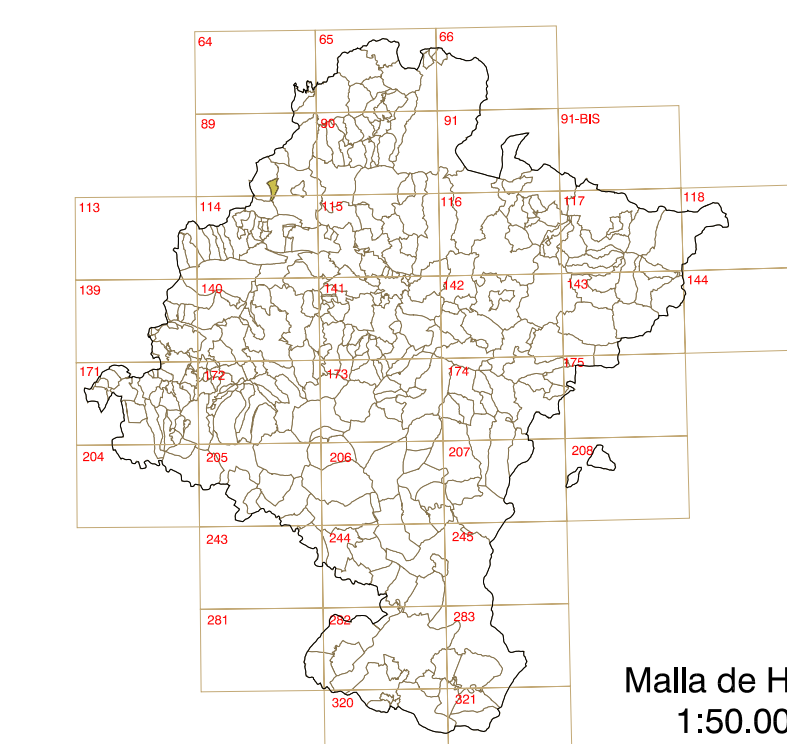 64 65 66
89 90 91 91-BIS
113 114 115 116 117 118
139 140 141 142 143 144
171 172 173 174 175
204 205 206 207 208
243 244 245
281 282 283
320 321
Malla de H
1:50.00